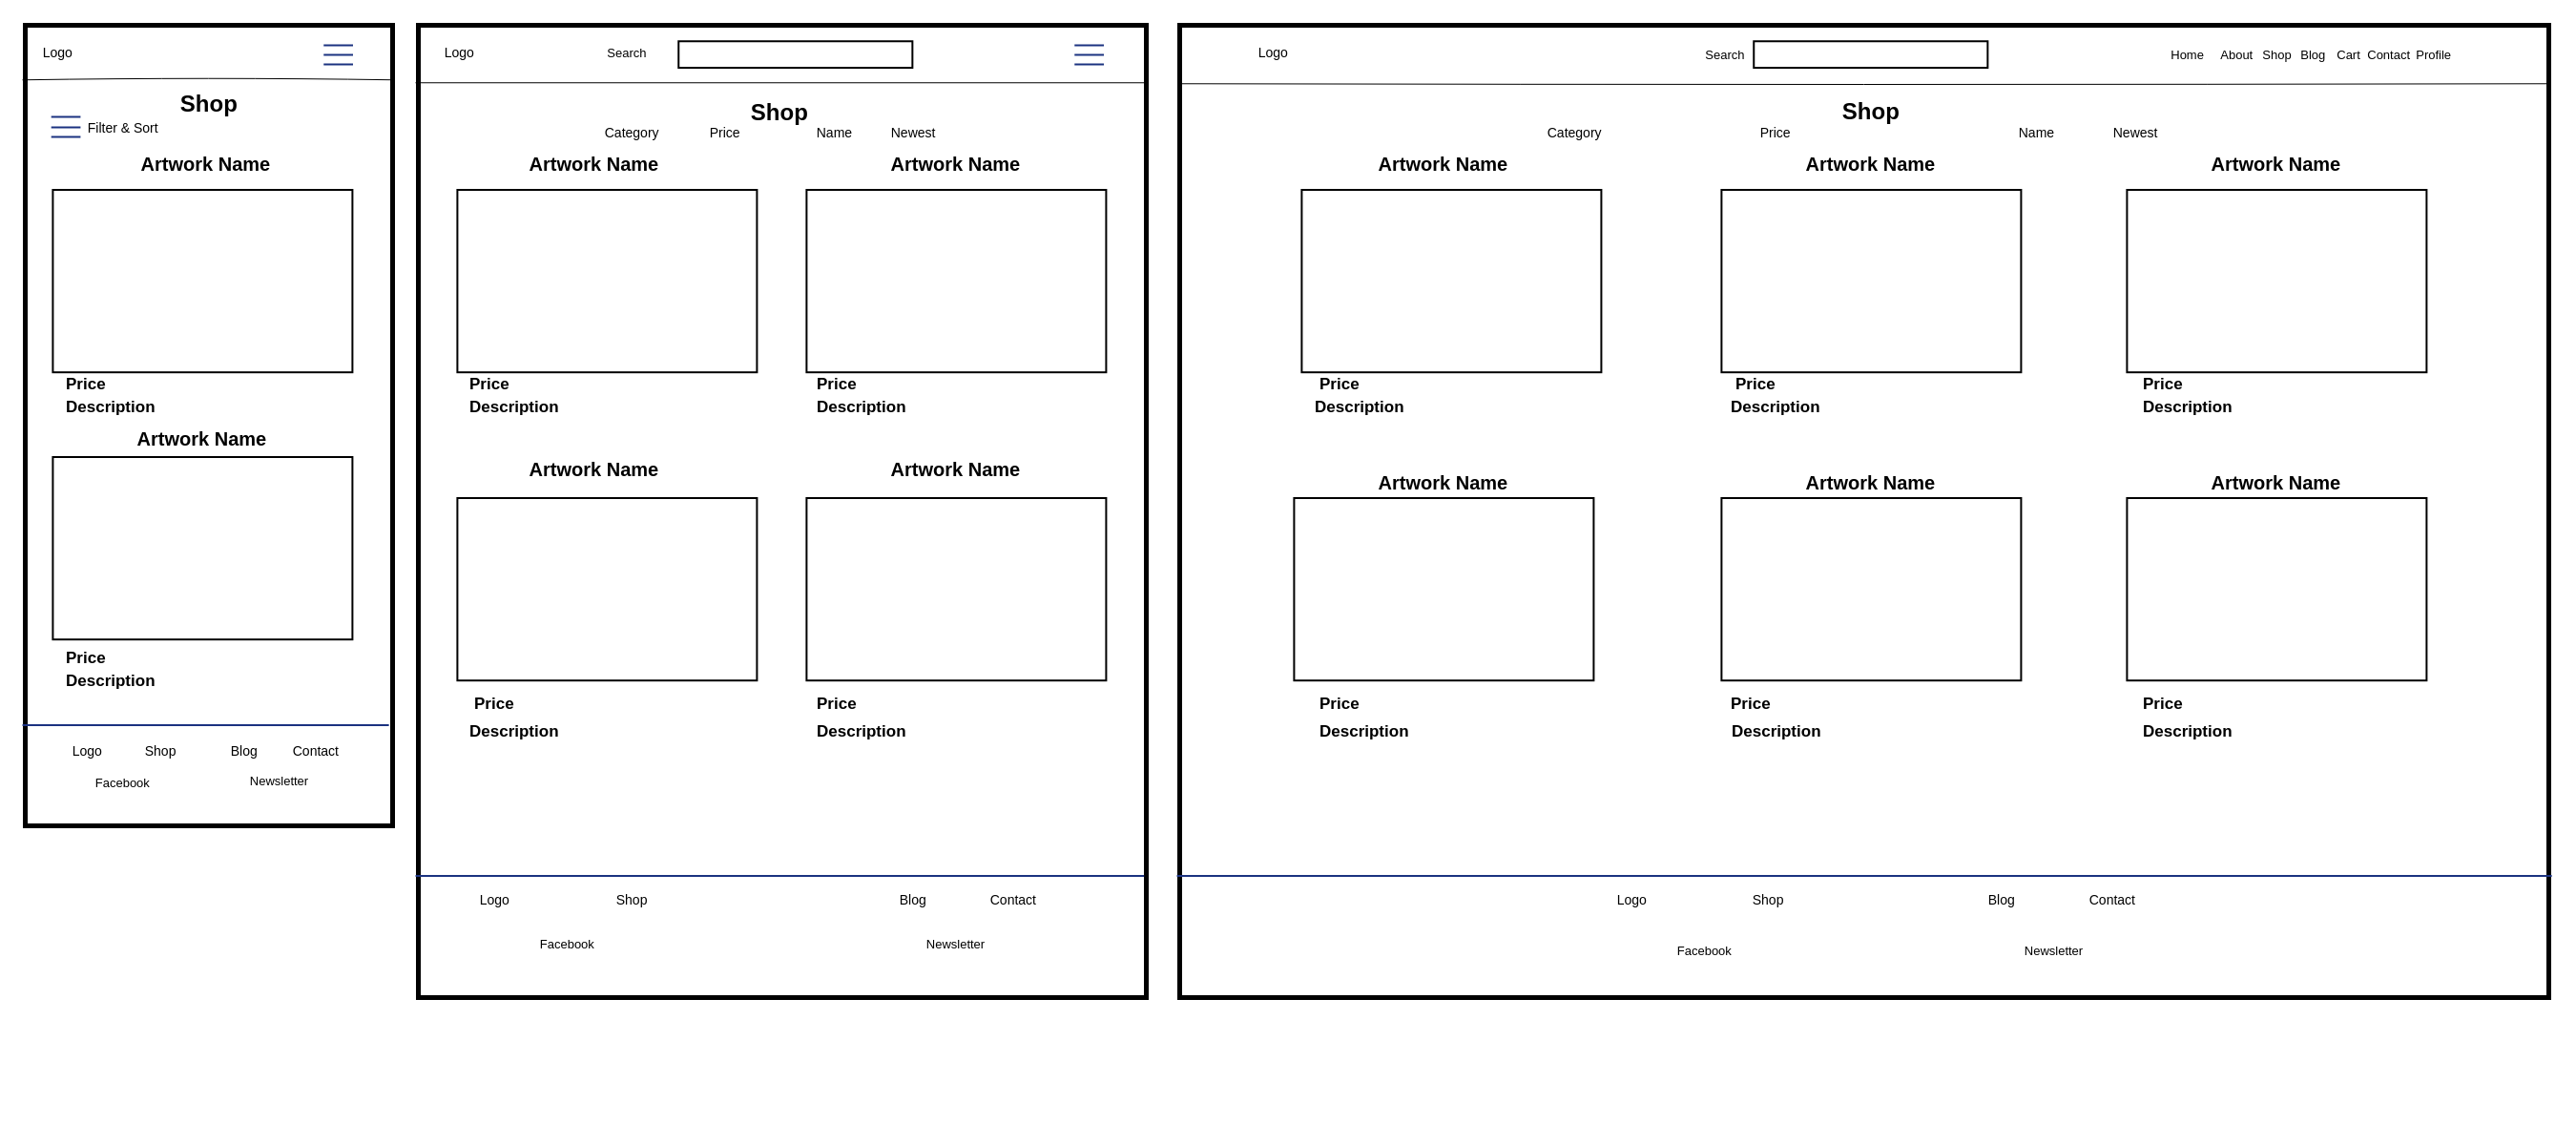 Logo
Shop
Filter & Sort
Artwork Name
Price
Description
Artwork Name
Price
Description
Logo Shop Blog Contact
Facebook Newsletter
Logo Search
Shop
Category Price Name Newest
Artwork Name Artwork Name
Price Price
Description Description
Artwork Name Artwork Name
Price Price
Description Description
Logo Shop Blog Contact
Facebook Newsletter
Logo Search Home About Shop Blog Cart Contact Profile
Shop
Category Price Name Newest
Artwork Name Artwork Name Artwork Name
Price Price Price
Description Description Description
Artwork Name Artwork Name Artwork Name
Price Price Price
Description Description Description
Logo Shop Blog Contact
Facebook Newsletter